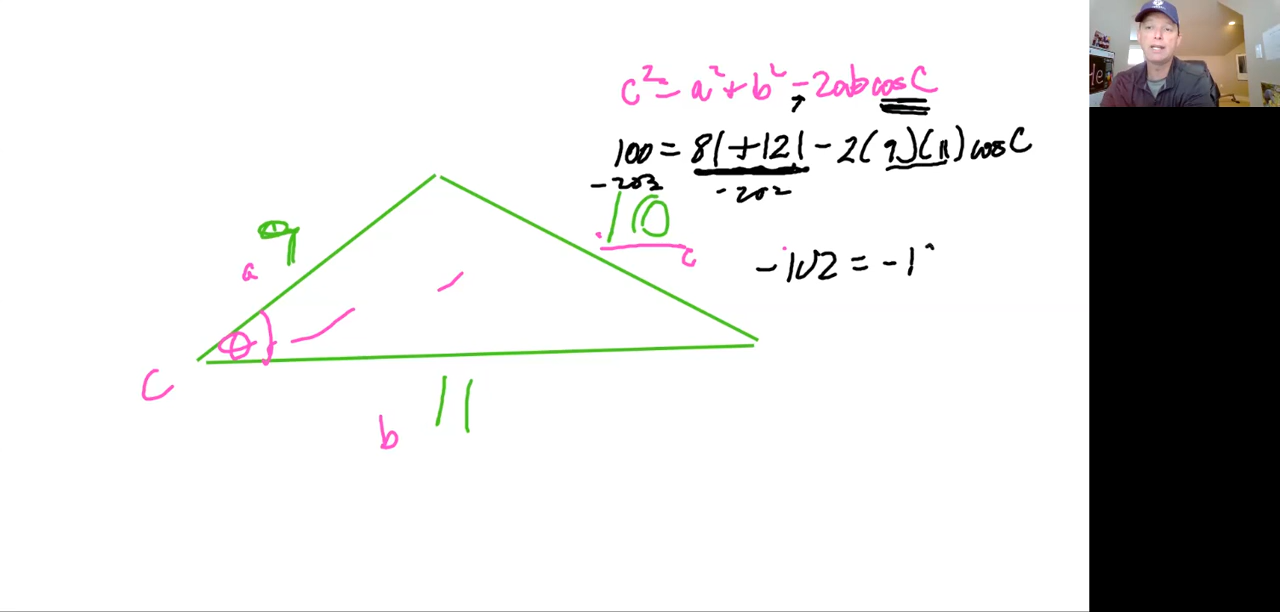 c² = a² + b² - 2ab cos C
100 = 81 + 121 - 2(9)(11) cos C
-202 -202
10
c
-102 = -1
9
a
θ
C
11
b
He